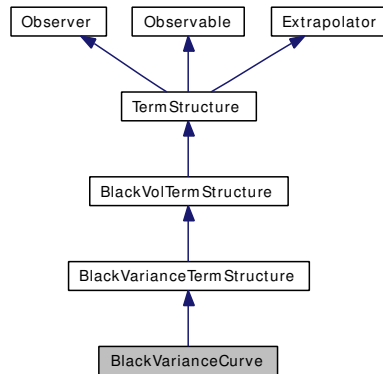 Observer
Observable
Extrapolator
TermStructure
BlackVolTermStructure
BlackVarianceTermStructure
BlackVarianceCurve